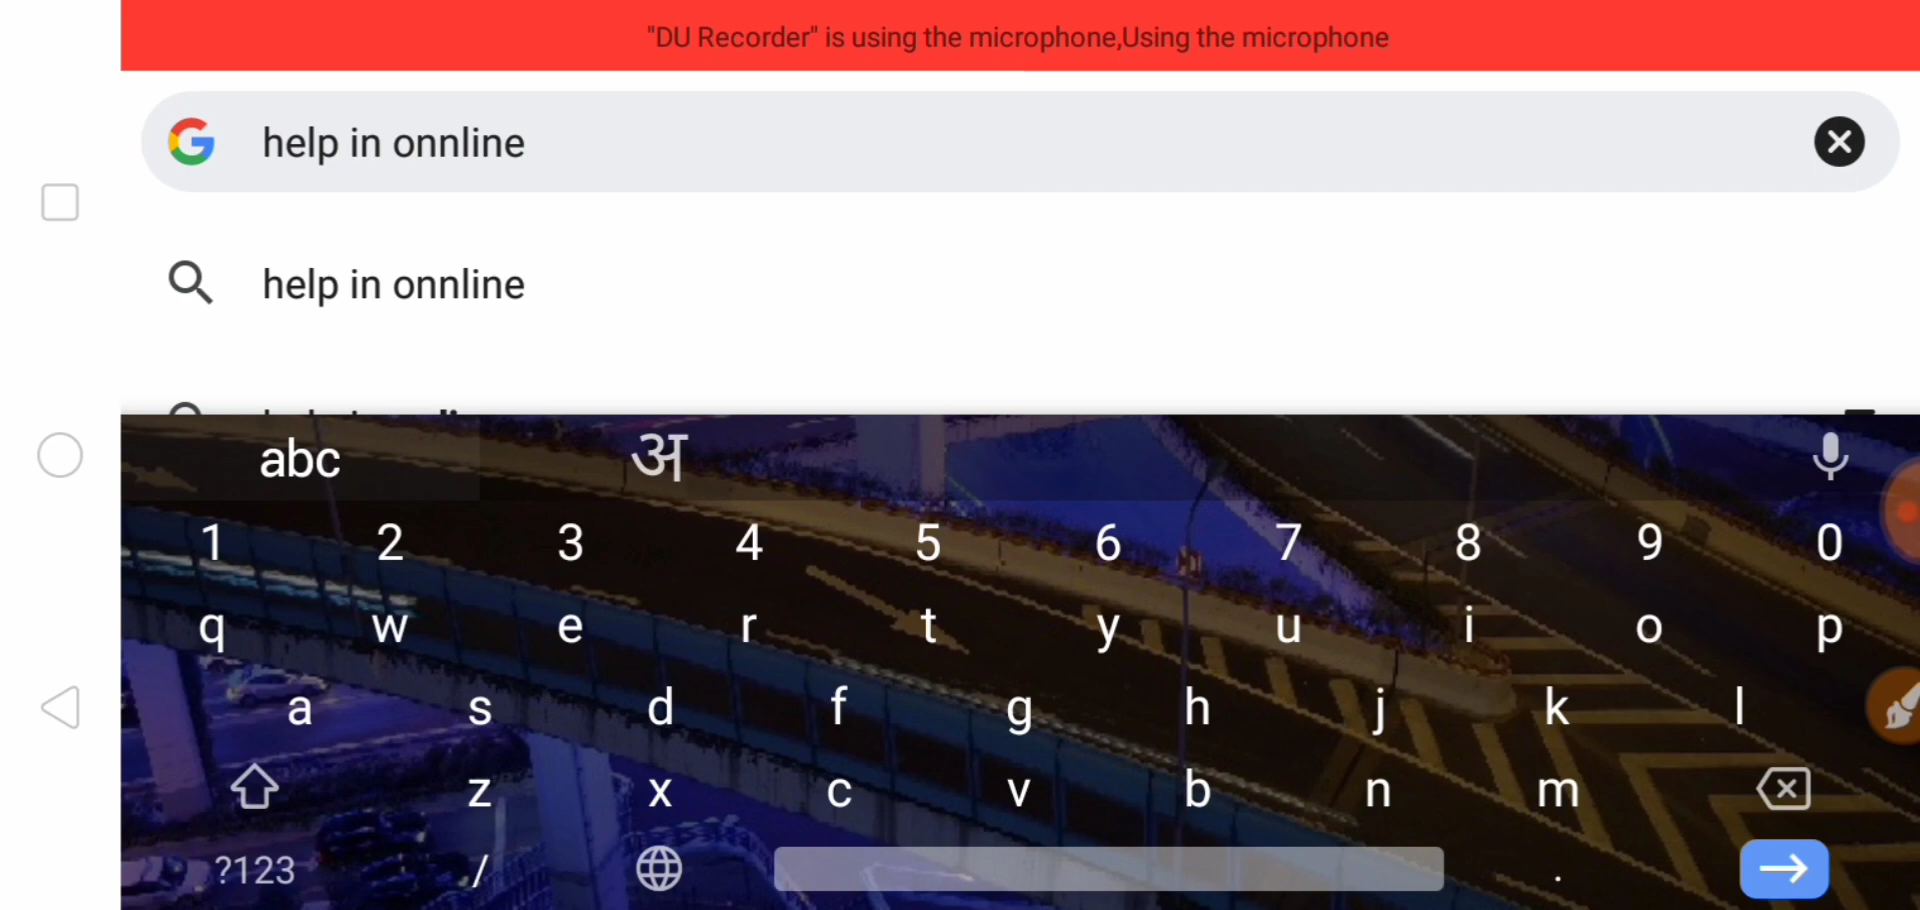 "DU Recorder" is using the microphone,Using the microphone
help in onnline
help in onnline
abc अ
1 2 3 4 5 6 7 8 9 0
q w e r t y u i o p
a s d f g h j k l
z x c v b n m
?123 / .